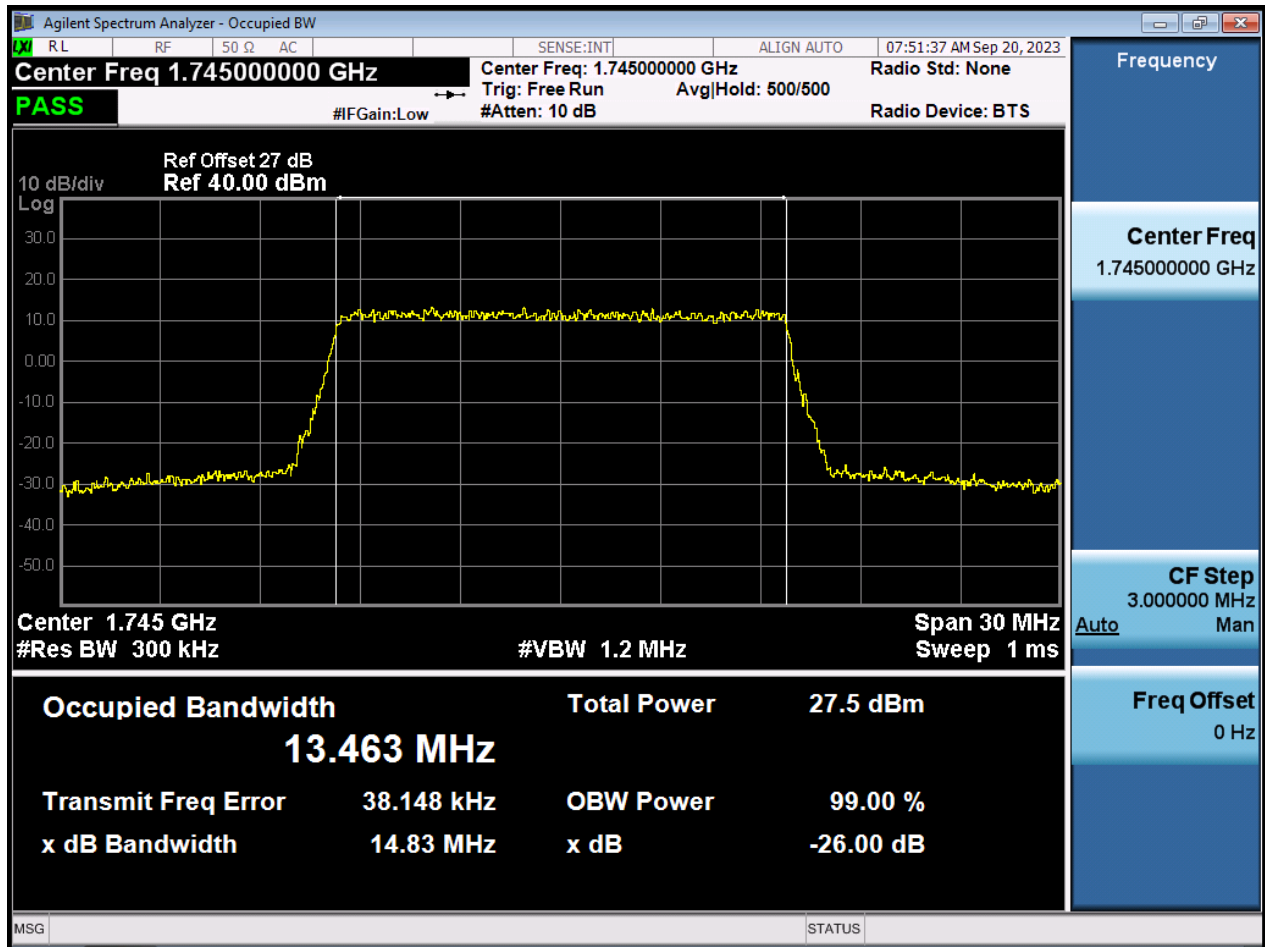 Agilent Spectrum Analyzer - Occupied BW
LXI RL RF 50 Ω AC SENSE:INT ALIGN AUTO 07:51:37 AM Sep 20, 2023
Center Freq 1.745000000 GHz
PASS
#IFGain:Low
Center Freq: 1.745000000 GHz
Trig: Free Run Avg|Hold: 500/500
#Atten: 10 dB
Radio Std: None
Radio Device: BTS
Ref Offset 27 dB
10 dB/div Ref 40.00 dBm
Log
30.0
20.0
10.0
0.00
-10.0
-20.0
-30.0
-40.0
-50.0
Center 1.745 GHz Span 30 MHz
#Res BW 300 kHz #VBW 1.2 MHz Sweep 1 ms
Occupied Bandwidth Total Power 27.5 dBm
13.463 MHz
Transmit Freq Error 38.148 kHz OBW Power 99.00 %
x dB Bandwidth 14.83 MHz x dB -26.00 dB
MSG STATUS
Frequency
Center Freq
1.745000000 GHz
CF Step
3.000000 MHz
Auto Man
Freq Offset
0 Hz